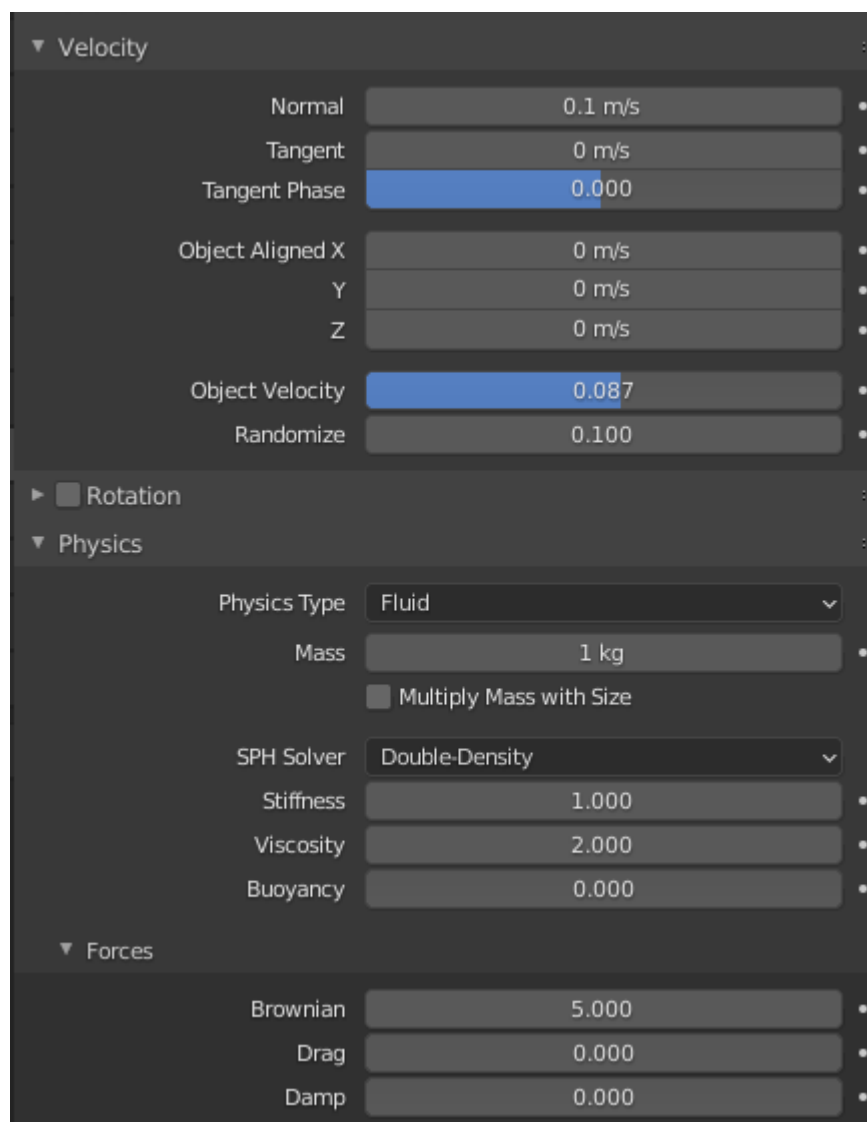 Velocity
Normal 0.1 m/s
Tangent 0 m/s
Tangent Phase 0.000
Object Aligned X 0 m/s
Y 0 m/s
Z 0 m/s
Object Velocity 0.087
Randomize 0.100
Rotation
Physics
Physics Type Fluid
Mass 1 kg
Multiply Mass with Size
SPH Solver Double-Density
Stiffness 1.000
Viscosity 2.000
Buoyancy 0.000
Forces
Brownian 5.000
Drag 0.000
Damp 0.000